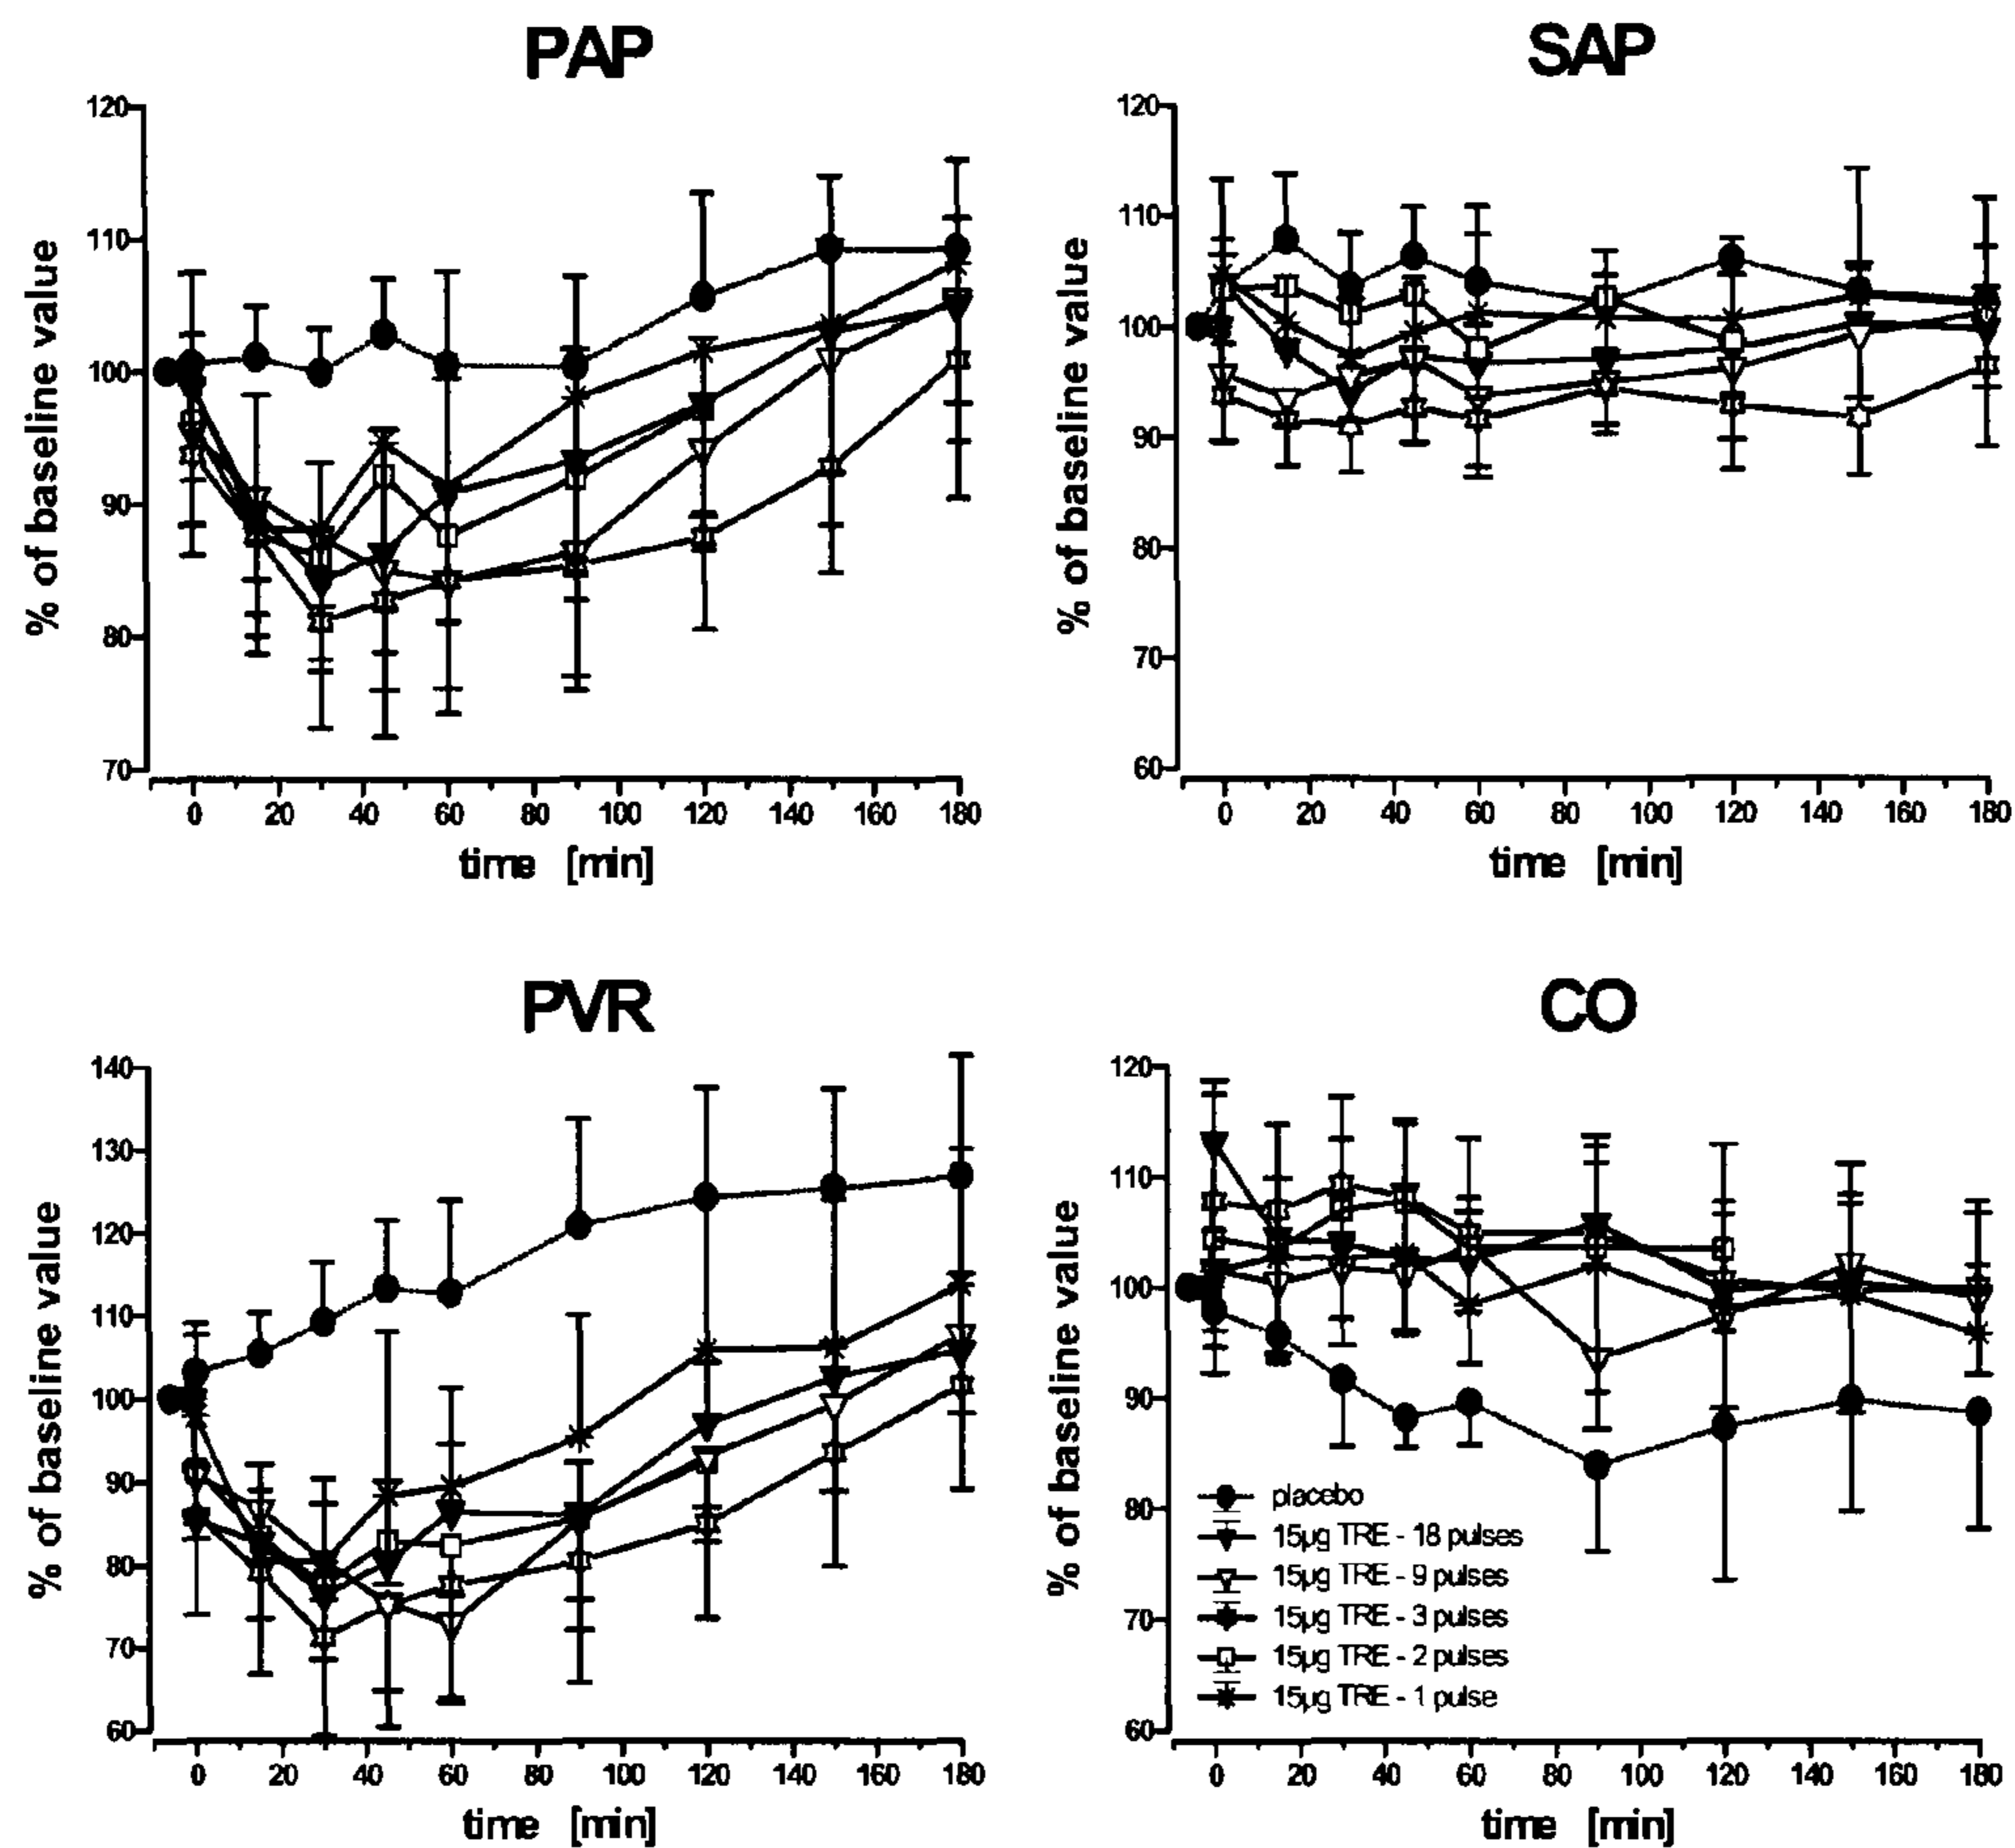 PAP
% of baseline value
120
110
100
90
80
70
0 20 40 60 80 100 120 140 160 180
time [min]
SAP
% of baseline value
120
110
100
90
80
70
60
0 20 40 60 80 100 120 140 160 180
time [min]
PVR
% of baseline value
140
130
120
110
100
90
80
70
60
0 20 40 60 80 100 120 140 160 180
time [min]
CO
% of baseline value
120
110
100
90
80
70
60
placebo
15µg TRE - 18 pulses
15µg TRE - 9 pulses
15µg TRE - 3 pulses
15µg TRE - 2 pulses
15µg TRE - 1 pulse
0 20 40 60 80 100 120 140 160 180
time [min]